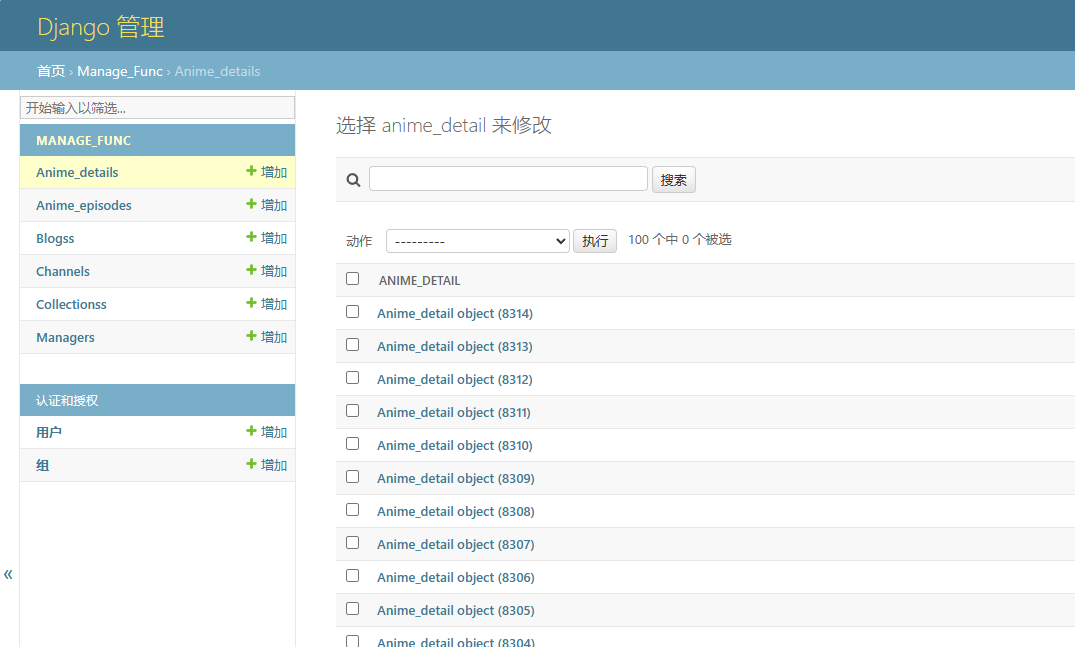 Django 管理
首页 › Manage_Func › Anime_details
开始输入以筛选...
MANAGE_FUNC
Anime_details + 增加
Anime_episodes + 增加
Blogss + 增加
Channels + 增加
Collectionss + 增加
Managers + 增加
认证和授权
用户 + 增加
组 + 增加
«
选择 anime_detail 来修改
搜索
动作 --------- 执行 100 个中 0 个被选
ANIME_DETAIL
Anime_detail object (8314)
Anime_detail object (8313)
Anime_detail object (8312)
Anime_detail object (8311)
Anime_detail object (8310)
Anime_detail object (8309)
Anime_detail object (8308)
Anime_detail object (8307)
Anime_detail object (8306)
Anime_detail object (8305)
Anime_detail object (8304)